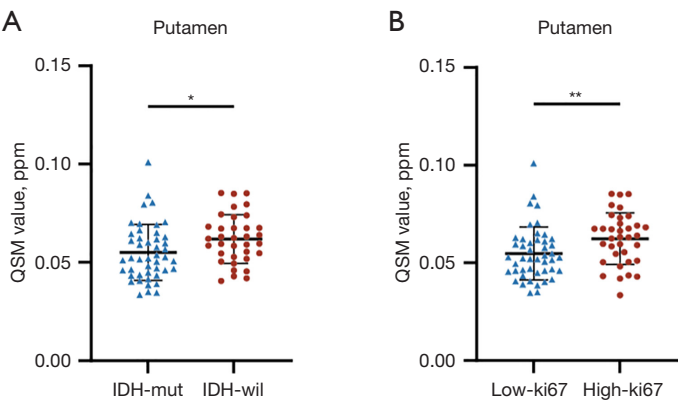 A
Putamen
0.15
*
0.10
QSM value, ppm
0.05
0.00
IDH-mut IDH-wil
B
Putamen
0.15
**
0.10
QSM value, ppm
0.05
0.00
Low-ki67 High-ki67